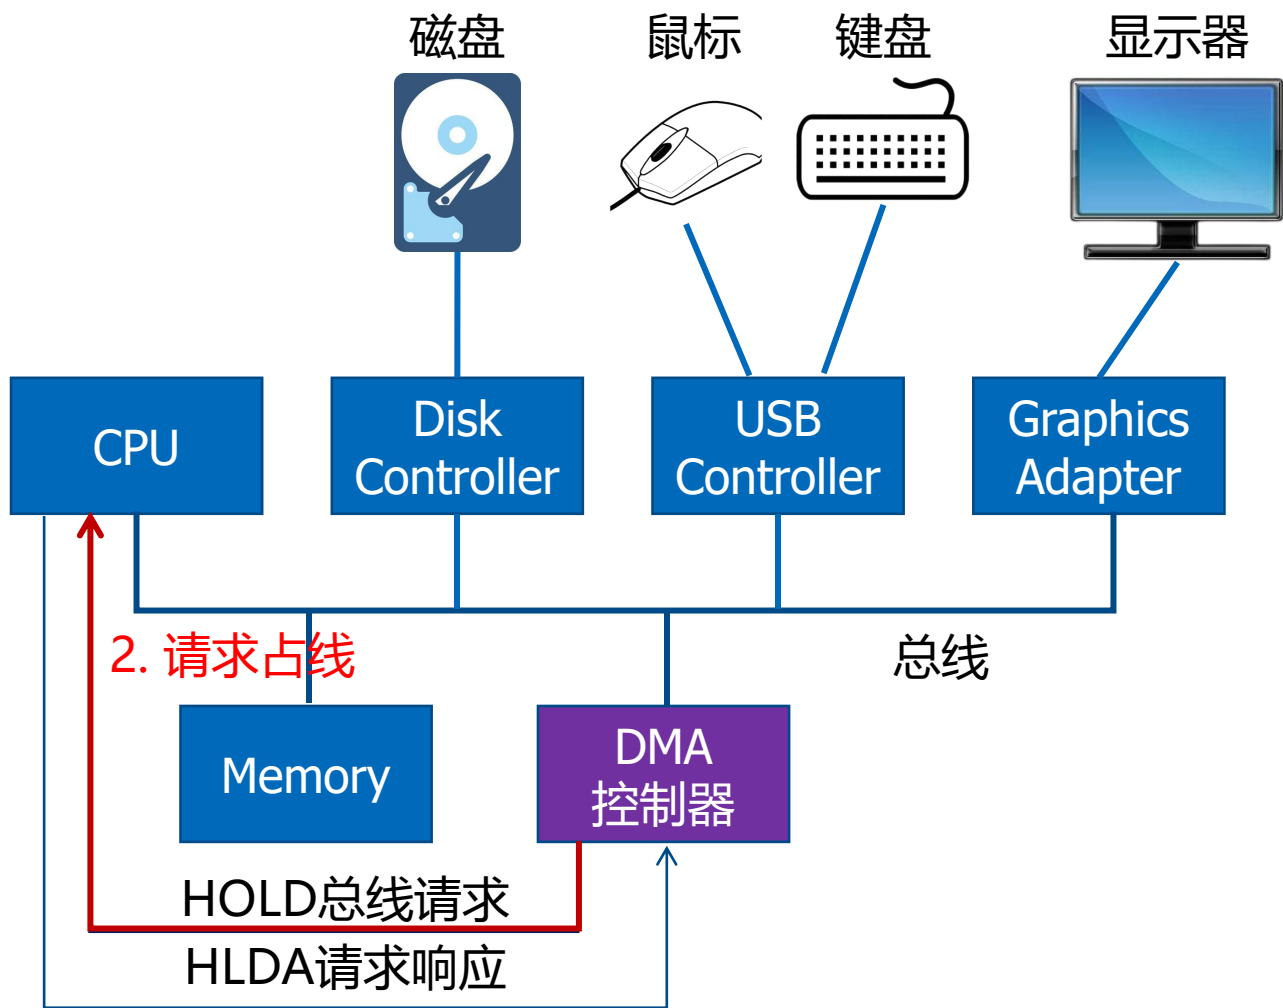 磁盘
鼠标
键盘
显示器
CPU
Disk
Controller
USB
Controller
Graphics
Adapter
2. 请求占线
总线
Memory
DMA
控制器
HOLD总线请求
HLDA请求响应